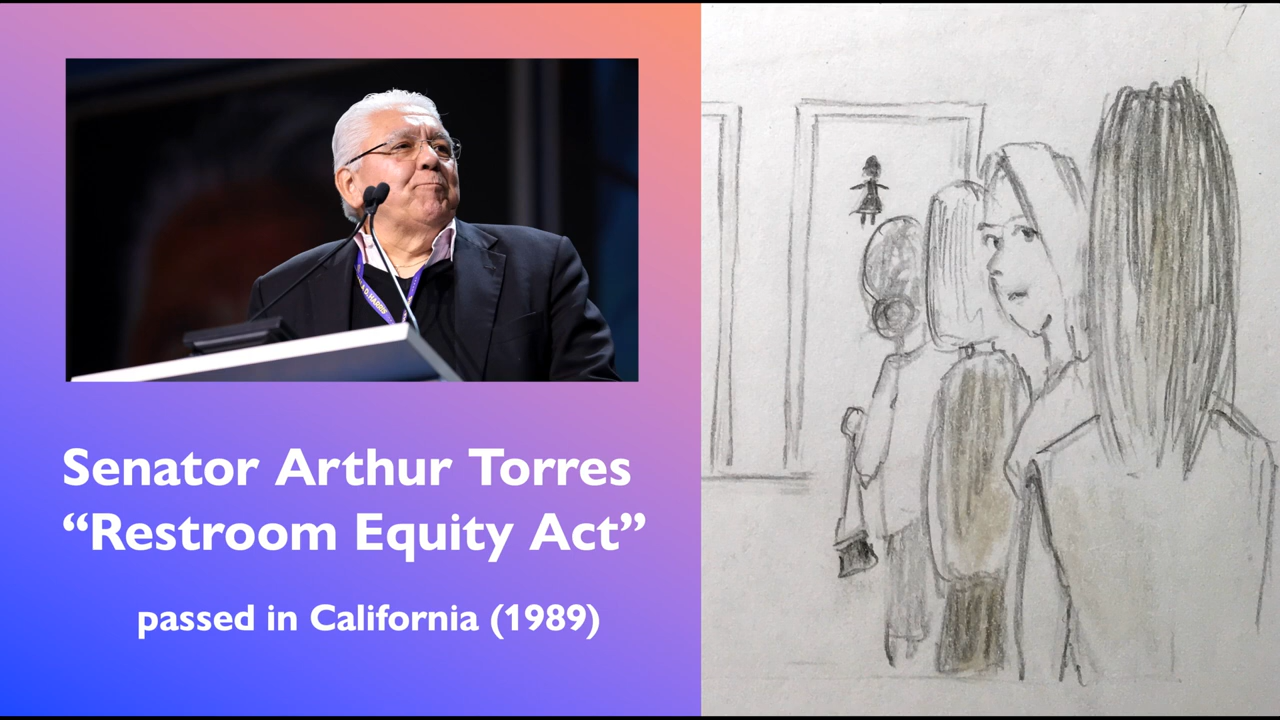 Senator Arthur Torres
“Restroom Equity Act”
passed in California (1989)